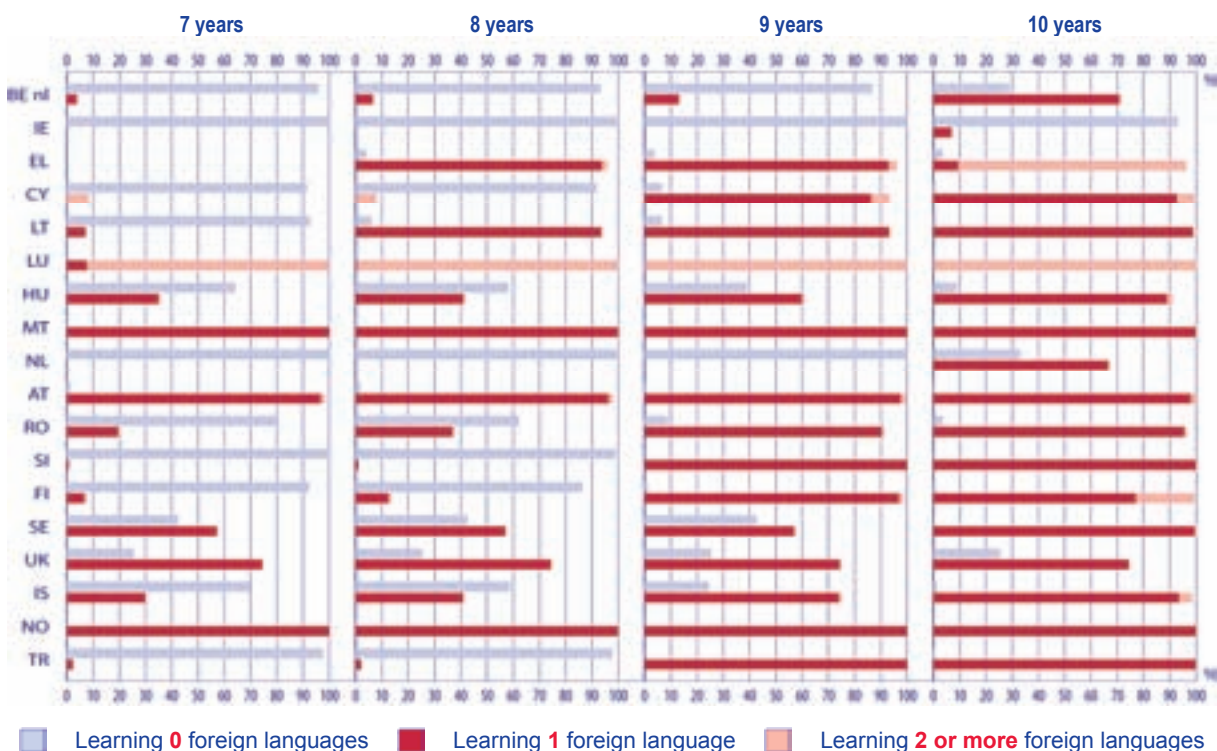 7 years 8 years 9 years 10 years
0 10 20 30 40 50 60 70 80 90 100 0 10 20 30 40 50 60 70 80 90 100 0 10 20 30 40 50 60 70 80 90 100 0 10 20 30 40 50 60 70 80 90 100
%
BE nl
IE
EL
CY
LT
LU
HU
MT
NL
AT
RO
SI
FI
SE
UK
IS
NO
TR
%
0 10 20 30 40 50 60 70 80 90 100 0 10 20 30 40 50 60 70 80 90 100 0 10 20 30 40 50 60 70 80 90 100 0 10 20 30 40 50 60 70 80 90 100
Learning 0 foreign languages Learning 1 foreign language Learning 2 or more foreign languages